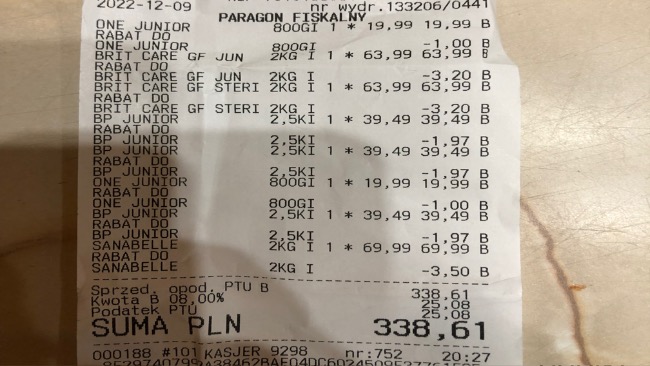 2022-12-09 nr wydr.133206/0441
PARAGON FISKALNY
ONE JUNIOR 800GI 1 * 19,99 19,99 B
RABAT DO
ONE JUNIOR 800GI -1,00 B
BRIT CARE GF JUN 2KG I 1 * 63,99 63,99 B
RABAT DO
BRIT CARE GF JUN 2KG I -3,20 B
BRIT CARE GF STERI 2KG I 1 * 63,99 63,99 B
RABAT DO
BRIT CARE GF STERI 2KG I -3,20 B
BP JUNIOR 2,5KI 1 * 39,49 39,49 B
RABAT DO
BP JUNIOR 2,5KI -1,97 B
BP JUNIOR 2,5KI 1 * 39,49 39,49 B
RABAT DO
BP JUNIOR 2,5KI -1,97 B
ONE JUNIOR 800GI 1 * 19,99 19,99 B
RABAT DO
ONE JUNIOR 800GI -1,00 B
BP JUNIOR 2,5KI 1 * 39,49 39,49 B
RABAT DO
BP JUNIOR 2,5KI -1,97 B
SANABELLE 2KG I 1 * 69,99 69,99 B
RABAT DO
SANABELLE 2KG I -3,50 B
Sprzed. opod. PTU B 338,61
Kwota B 08,00% 25,08
Podatek PTU 25,08
SUMA PLN 338,61
000188 #101 KASJER 9298 nr:752 20:27